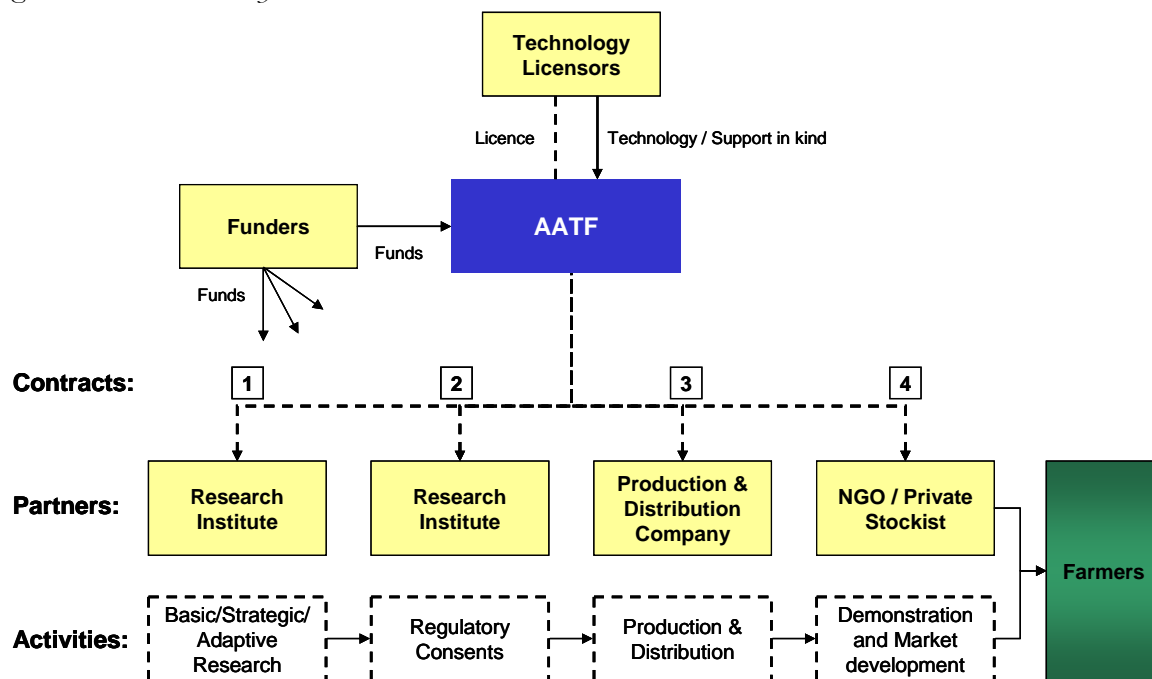 Technology
Licensors
Licence
Technology / Support in kind
Funders
AATF
Funds
Funds
Contracts:
1
2
3
4
Partners:
Research
Institute
Research
Institute
Production &
Distribution
Company
NGO / Private
Stockist
Farmers
Activities:
Basic/Strategic/
Adaptive
Research
Regulatory
Consents
Production &
Distribution
Demonstration
and Market
development